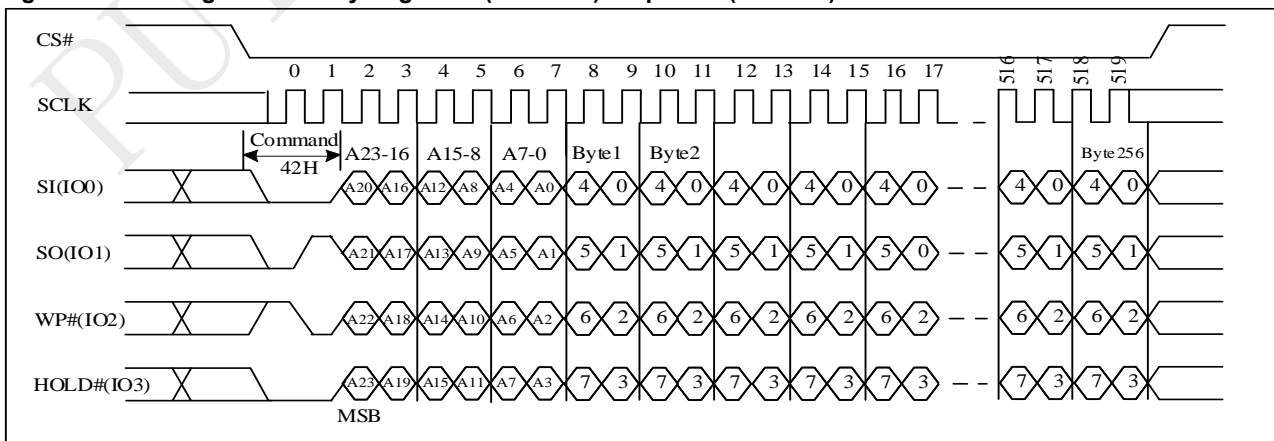 CS#
0 1 2 3 4 5 6 7 8 9 10 11 12 13 14 15 16 17 516 517 518 519
SCLK
Command
42H
A23-16 A15-8 A7-0 Byte1 Byte2 Byte256
SI(IO0) A20 A16 A12 A8 A4 A0 4 0 4 0 4 0 4 0 4 0 4 0 4 0
SO(IO1) A21 A17 A13 A9 A5 A1 5 1 5 1 5 1 5 1 5 0 5 1 5 1
WP#(IO2) A22 A18 A14 A10 A6 A2 6 2 6 2 6 2 6 2 6 2 6 2 6 2
HOLD#(IO3) A23 A19 A15 A11 A7 A3 7 3 7 3 7 3 7 3 7 3 7 3 7 3
MSB